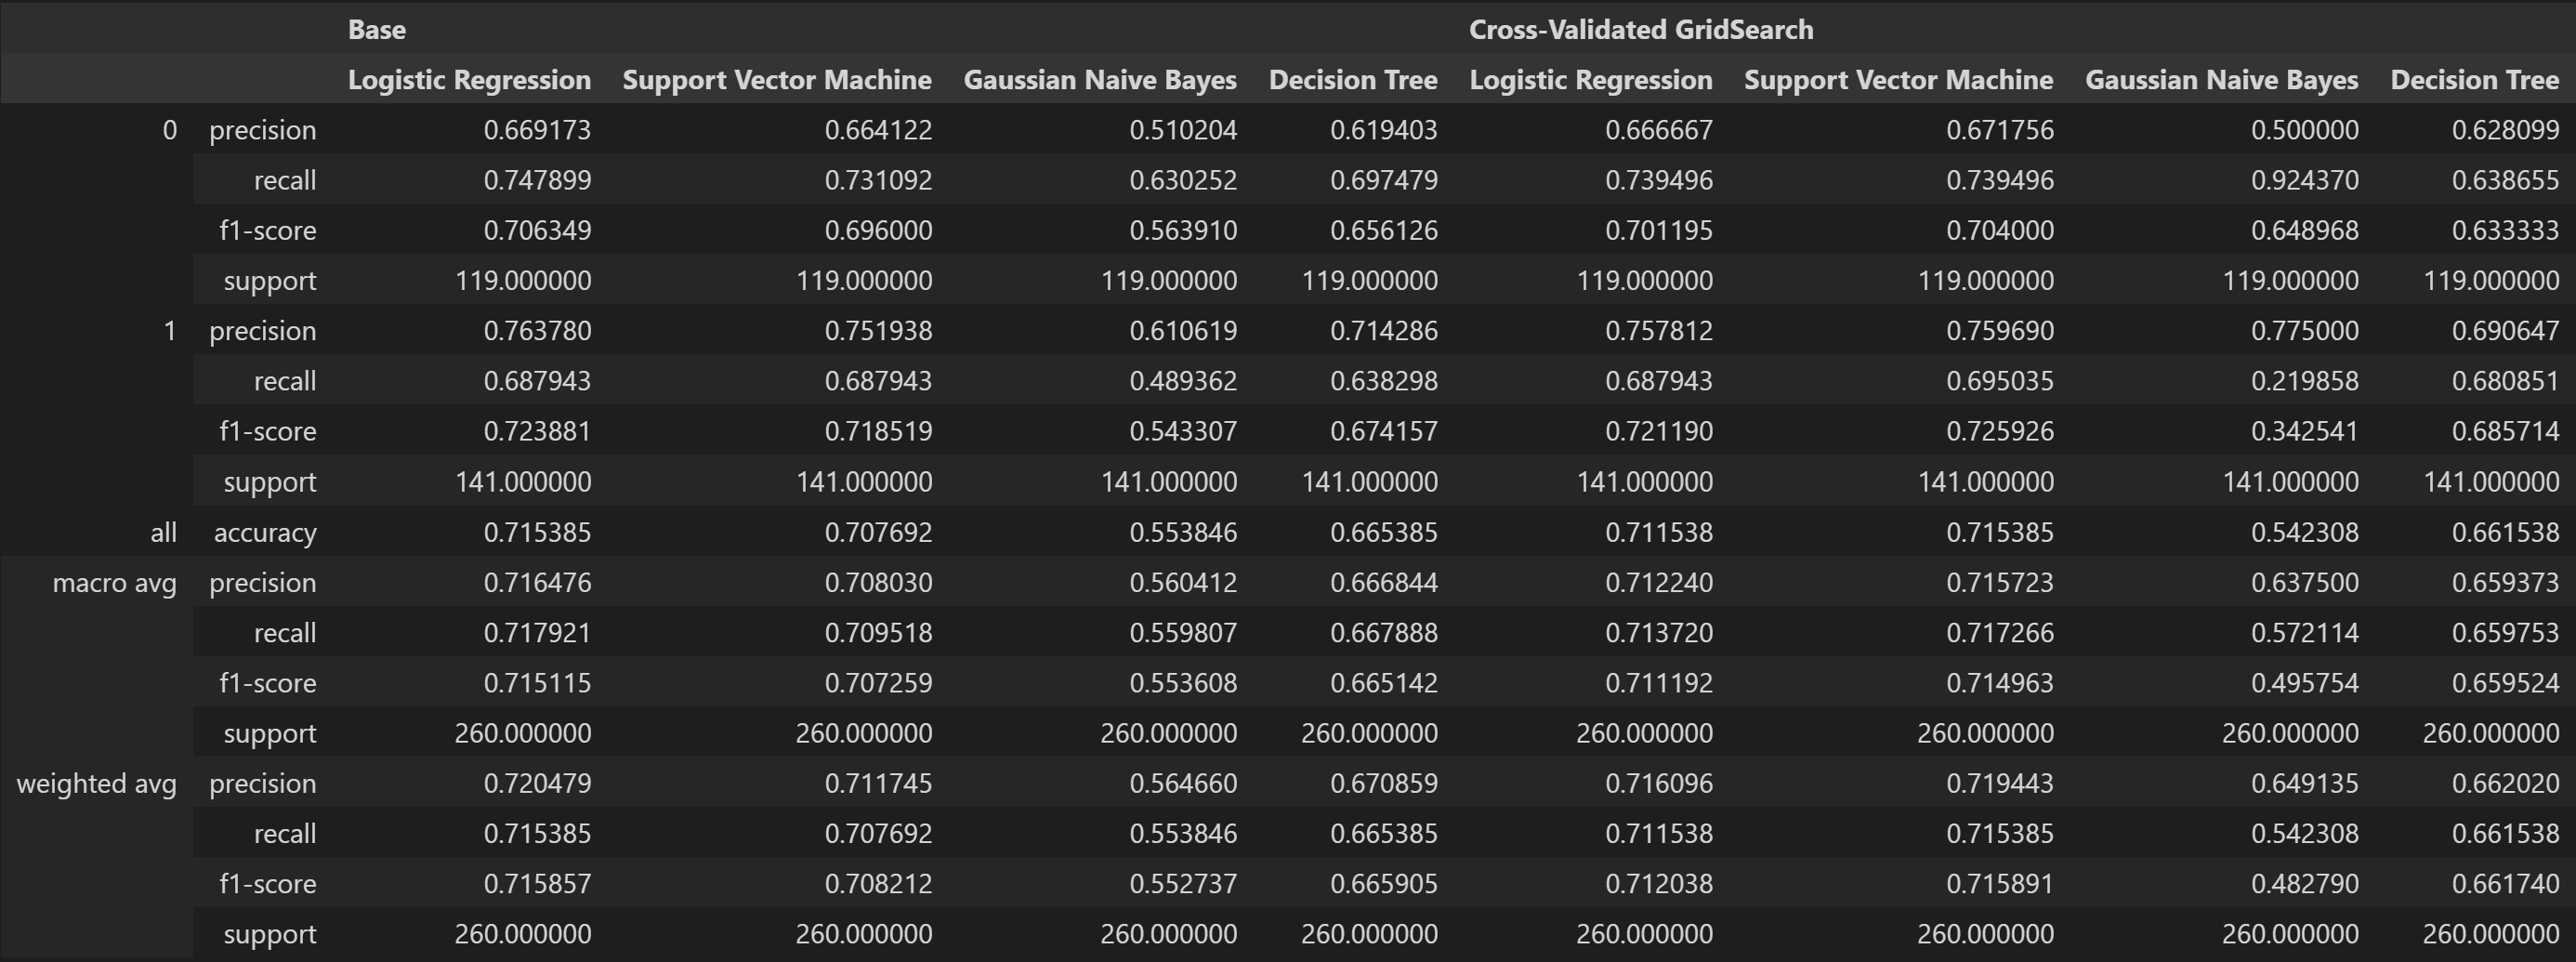 Base Cross-Validated GridSearch
Logistic Regression Support Vector Machine Gaussian Naive Bayes Decision Tree Logistic Regression Support Vector Machine Gaussian Naive Bayes Decision Tree
0 precision 0.669173 0.664122 0.510204 0.619403 0.666667 0.671756 0.500000 0.628099
recall 0.747899 0.731092 0.630252 0.697479 0.739496 0.739496 0.924370 0.638655
f1-score 0.706349 0.696000 0.563910 0.656126 0.701195 0.704000 0.648968 0.633333
support 119.000000 119.000000 119.000000 119.000000 119.000000 119.000000 119.000000 119.000000
1 precision 0.763780 0.751938 0.610619 0.714286 0.757812 0.759690 0.775000 0.690647
recall 0.687943 0.687943 0.489362 0.638298 0.687943 0.695035 0.219858 0.680851
f1-score 0.723881 0.718519 0.543307 0.674157 0.721190 0.725926 0.342541 0.685714
support 141.000000 141.000000 141.000000 141.000000 141.000000 141.000000 141.000000 141.000000
all accuracy 0.715385 0.707692 0.553846 0.665385 0.711538 0.715385 0.542308 0.661538
macro avg precision 0.716476 0.708030 0.560412 0.666844 0.712240 0.715723 0.637500 0.659373
recall 0.717921 0.709518 0.559807 0.667888 0.713720 0.717266 0.572114 0.659753
f1-score 0.715115 0.707259 0.553608 0.665142 0.711192 0.714963 0.495754 0.659524
support 260.000000 260.000000 260.000000 260.000000 260.000000 260.000000 260.000000 260.000000
weighted avg precision 0.720479 0.711745 0.564660 0.670859 0.716096 0.719443 0.649135 0.662020
recall 0.715385 0.707692 0.553846 0.665385 0.711538 0.715385 0.542308 0.661538
f1-score 0.715857 0.708212 0.552737 0.665905 0.712038 0.715891 0.482790 0.661740
support 260.000000 260.000000 260.000000 260.000000 260.000000 260.000000 260.000000 260.000000